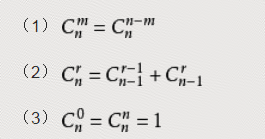 （1） $C_n^m = C_n^{n-m}$
（2） $C_n^r = C_{n-1}^{r-1} + C_{n-1}^r$
（3） $C_n^0 = C_n^n = 1$